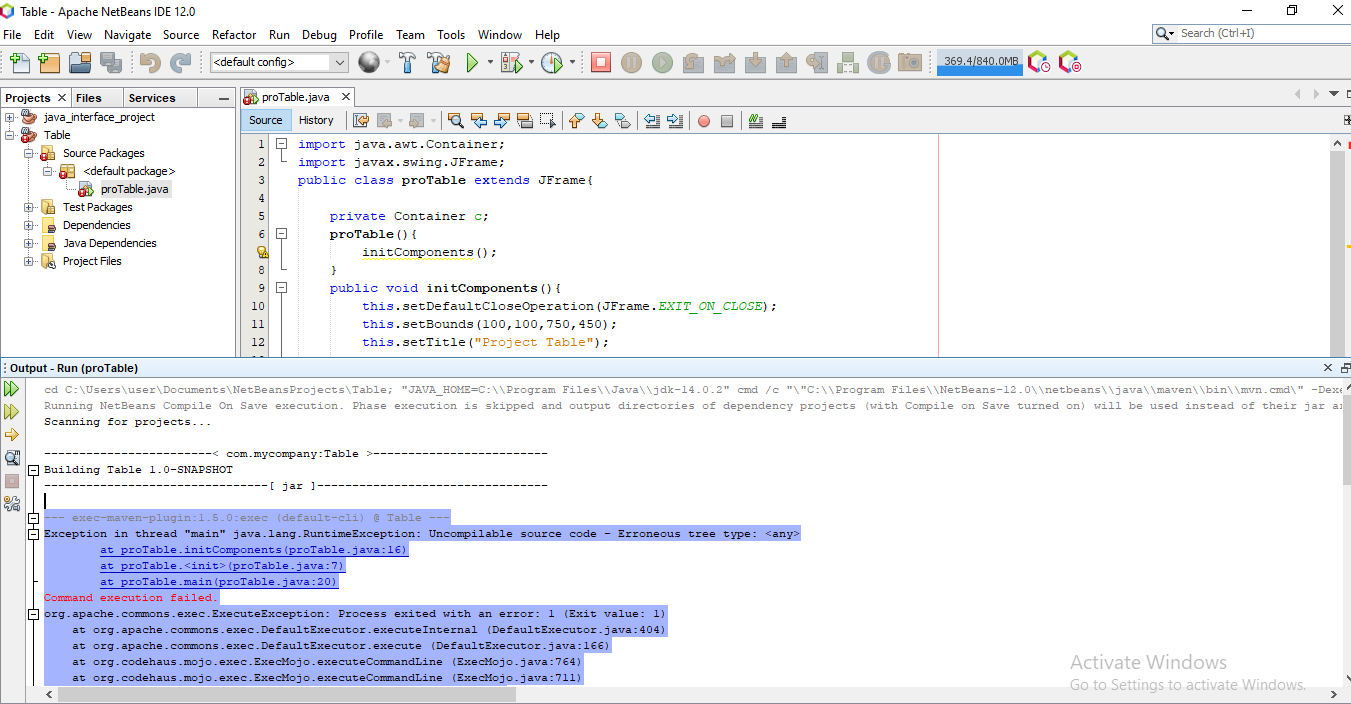 Table - Apache NetBeans IDE 12.0
File Edit View Navigate Source Refactor Run Debug Profile Team Tools Window Help
Search (Ctrl+I)
<default config>
369.4/840.0MB
Projects Files Services
proTable.java
java_interface_project
Table
Source Packages
<default package>
proTable.java
Test Packages
Dependencies
Java Dependencies
Project Files
Source History
1 import java.awt.Container;
2 import javax.swing.JFrame;
3 public class proTable extends JFrame{
4
5 private Container c;
6 proTable(){
initComponents();
8 }
9 public void initComponents(){
10 this.setDefaultCloseOperation(JFrame.EXIT_ON_CLOSE);
11 this.setBounds(100,100,750,450);
12 this.setTitle("Project Table");
Output - Run (proTable)
cd C:\Users\user\Documents\NetBeansProjects\Table; "JAVA_HOME=C:\\Program Files\\Java\\jdk-14.0.2" cmd /c "\"C:\\Program Files\\NetBeans-12.0\\netbeans\\java\\maven\\bin\\mvn.cmd\" -Dexe
Running NetBeans Compile On Save execution. Phase execution is skipped and output directories of dependency projects (with Compile on Save turned on) will be used instead of their jar ar
Scanning for projects...
------------------------< com.mycompany:Table >-------------------------
Building Table 1.0-SNAPSHOT
--------------------------------[ jar ]---------------------------------
--- exec-maven-plugin:1.5.0:exec (default-cli) @ Table ---
Exception in thread "main" java.lang.RuntimeException: Uncompilable source code - Erroneous tree type: <any>
at proTable.initComponents(proTable.java:16)
at proTable.<init>(proTable.java:7)
at proTable.main(proTable.java:20)
Command execution failed.
org.apache.commons.exec.ExecuteException: Process exited with an error: 1 (Exit value: 1)
at org.apache.commons.exec.DefaultExecutor.executeInternal (DefaultExecutor.java:404)
at org.apache.commons.exec.DefaultExecutor.execute (DefaultExecutor.java:166)
at org.codehaus.mojo.exec.ExecMojo.executeCommandLine (ExecMojo.java:764)
at org.codehaus.mojo.exec.ExecMojo.executeCommandLine (ExecMojo.java:711)
Activate Windows
Go to Settings to activate Windows.